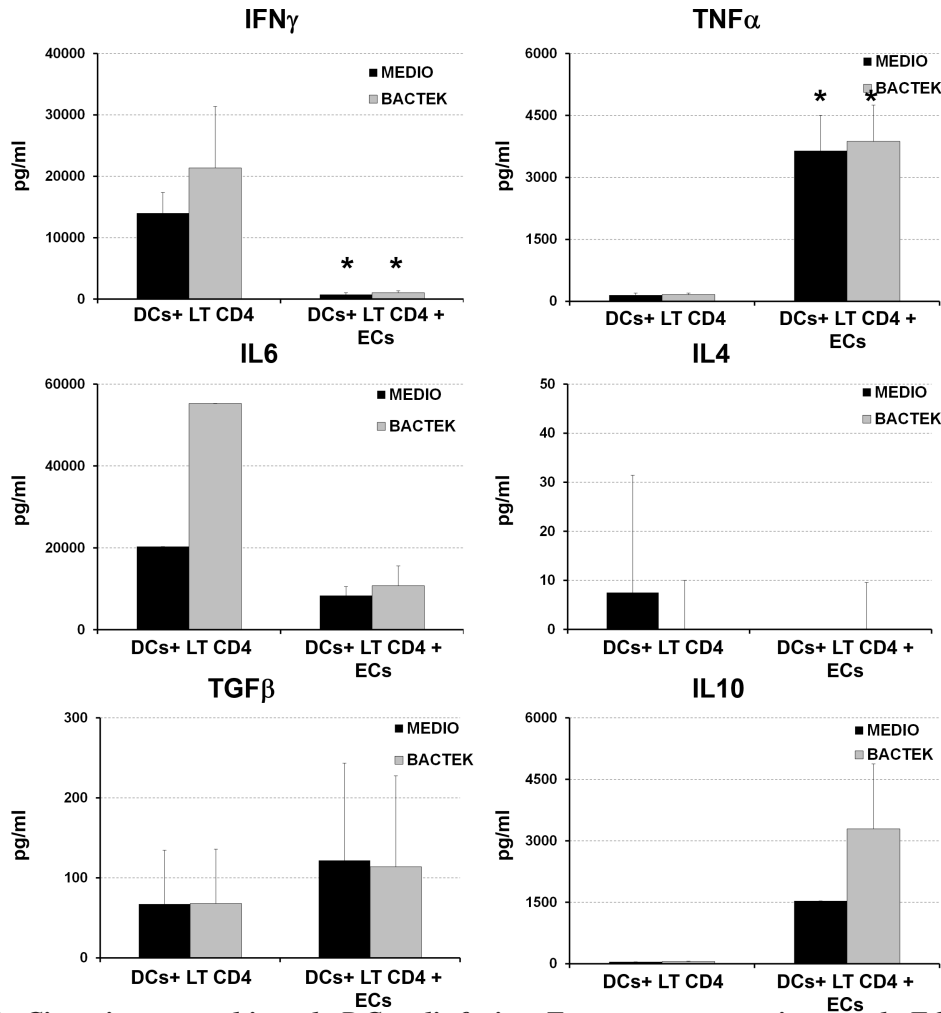 IFNγ
pg/ml
40000
30000
20000
10000
0
MEDIO
BACTEK
* *
DCs+ LT CD4
DCs+ LT CD4 +
ECs
TNFα
pg/ml
6000
4500
3000
1500
0
MEDIO
BACTEK
* *
DCs+ LT CD4
DCs+ LT CD4 +
ECs
IL6
pg/ml
60000
40000
20000
0
MEDIO
BACTEK
DCs+ LT CD4
DCs+ LT CD4 +
ECs
IL4
pg/ml
50
40
30
20
10
0
MEDIO
BACTEK
DCs+ LT CD4
DCs+ LT CD4 +
ECs
TGFβ
pg/ml
300
200
100
0
MEDIO
BACTEK
DCs+ LT CD4
DCs+ LT CD4 +
ECs
IL10
pg/ml
6000
4500
3000
1500
0
MEDIO
BACTEK
DCs+ LT CD4
DCs+ LT CD4 +
ECs